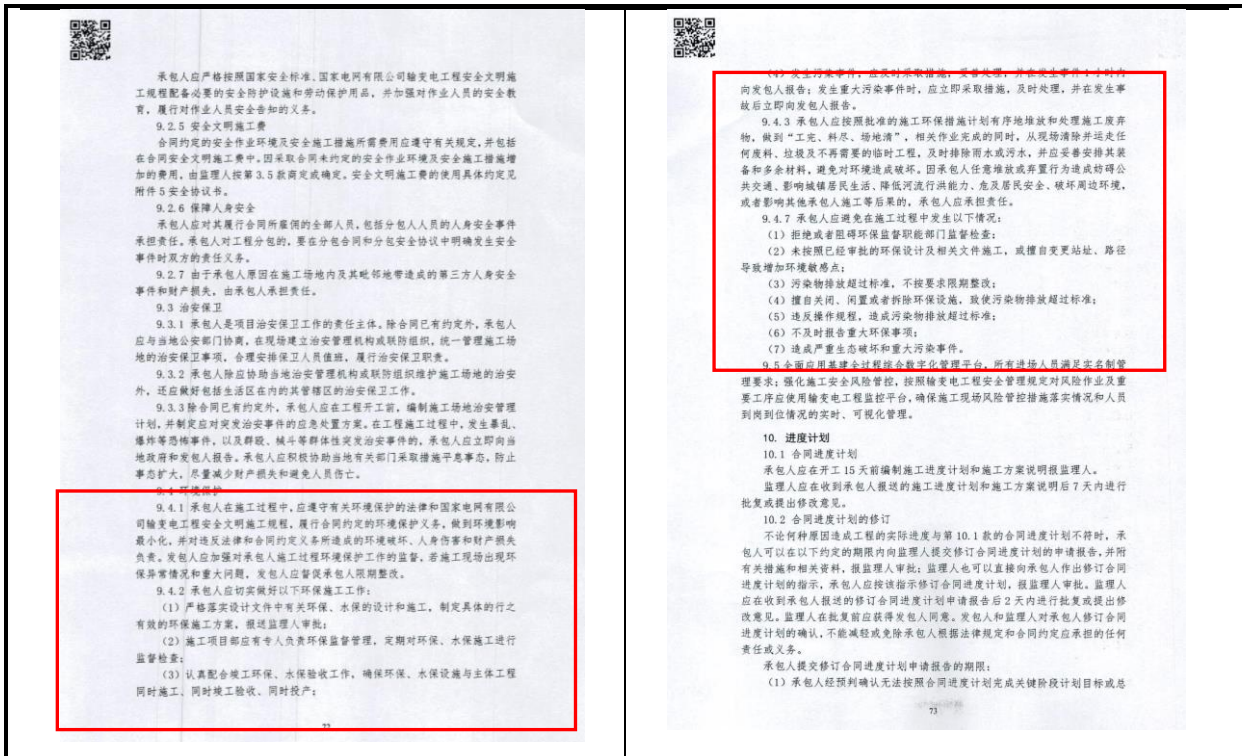 承包人应严格按照国家安全标准、国家电网有限公司输变电工程安全文明施
工规程配备必要的安全防护设施和劳动保护用品，并加强对作业人员的安全教
育，履行对作业人员安全告知的义务。
9.2.5 安全文明施工费
合同约定的安全作业环境及安全施工措施所需费用应遵守有关规定，并包括
在合同安全文明施工费中。因采取合同未约定的安全作业环境及安全施工措施增
加的费用，由监理人按第 3.5 款商定或确定。安全文明施工费的使用具体约定见
附件 5 安全协议书。
9.2.6 保障人身安全
承包人应对其履行合同所雇佣的全部人员，包括分包人人员的人身安全事件
承担责任。承包人对工程分包的，要在分包合同和分包安全协议中明确发生安全
事件时双方的责任义务。
9.2.7 由于承包人原因在施工场地内及其毗邻地带造成的第三方人身安全
事件和财产损失，由承包人承担责任。
9.3 治安保卫
9.3.1 承包人是项目治安保卫工作的责任主体。除合同已有约定外，承包人
应与当地公安部门协商，在现场建立治安管理机构或联防组织，统一管理施工场
地的治安保卫事项，合理安排保卫人员值班，履行治安保卫职责。
9.3.2 承包人除应协助当地治安管理机构或联防组织维护施工场地的治安
外，还应做好包括生活区在内的其管辖区的治安保卫工作。
9.3.3 除合同已有约定外，承包人应在工程开工前，编制施工场地治安管理
计划，并制定应对突发治安事件的应急处置方案。在工程施工过程中，发生暴乱、
爆炸等恐怖事件，以及群殴、械斗等群体性突发治安事件的，承包人应立即向当
地政府和发包人报告。承包人应积极协助当地有关部门采取措施平息事态，防止
事态扩大，尽量减少财产损失和避免人员伤亡。
9.4 环境保护
9.4.1 承包人在施工过程中，应遵守有关环境保护的法律和国家电网有限公
司输变电工程安全文明施工规程，履行合同约定的环境保护义务，做到环境影响
最小化，并对违反法律和合同约定义务所造成的环境破坏、人身伤害和财产损失
负责。发包人应加强对承包人施工过程环境保护工作的监督，若施工现场出现环
保异常情况和重大问题，发包人应督促承包人限期整改。
9.4.2 承包人应切实做好以下环保施工工作：
（1）严格落实设计文件中有关环保、水保的设计和施工，制定具体的行之
有效的环保施工方案，报送监理人审批；
（2）施工项目部应有专人负责环保监督管理，定期对环保、水保施工进行
监督检查；
（3）认真配合竣工环保、水保验收工作，确保环保、水保设施与主体工程
同时施工、同时竣工验收、同时投产；
72
（4）发生污染事件，应及时采取措施，妥善处理，并在发生事件 1 小时内
向发包人报告；发生重大污染事件时，应立即采取措施，及时处理，并在发生事
故后立即向发包人报告。
9.4.3 承包人应按照批准的施工环保措施计划有序地堆放和处理施工废弃
物，做到“工完、料尽、场地清”，相关作业完成的同时，从现场清除并运走任
何废料、垃圾及不再需要的临时工程，及时排除雨水或污水，并应妥善安排其装
备和多余材料，避免对环境造成破坏。因承包人任意堆放或弃置行为造成妨碍公
共交通、影响城镇居民生活、降低河流行洪能力、危及居民安全、破坏周边环境，
或者影响其他承包人施工等后果的，承包人应承担责任。
9.4.7 承包人应避免在施工过程中发生以下情况：
（1）拒绝或者阻碍环保监督职能部门监督检查；
（2）未按照已经审批的环保设计及相关文件施工，或擅自变更站址、路径
导致增加环境敏感点；
（3）污染物排放超过标准，不按要求限期整改；
（4）擅自关闭、闲置或者拆除环保设施，致使污染物排放超过标准；
（5）违反操作规程，造成污染物排放超过标准；
（6）不及时报告重大环保事项；
（7）造成严重生态破坏和重大污染事件。
9.5 全面应用基建全过程综合数字化管理平台，所有进场人员满足实名制管
理要求；强化施工安全风险管控，按照输变电工程安全管理规定对风险作业及重
要工序应使用输变电工程监控平台，确保施工现场风险管控措施落实情况和人员
到岗到位情况的实时、可视化管理。
10. 进度计划
10.1 合同进度计划
承包人应在开工 15 天前编制施工进度计划和施工方案说明报监理人。
监理人应在收到承包人报送的施工进度计划和施工方案说明后 7 天内进行
批复或提出修改意见。
10.2 合同进度计划的修订
不论何种原因造成工程的实际进度与第 10.1 款的合同进度计划不符时，承
包人可以在以下约定的期限内向监理人提交修订合同进度计划的申请报告，并附
有关措施和相关资料，报监理人审批；监理人也可以直接向承包人作出修订合同
进度计划的指示，承包人应按该指示修订合同进度计划，报监理人审批。监理人
应在收到承包人报送的修订合同进度计划申请报告后 2 天内进行批复或提出修
改意见。监理人在批复前应获得发包人同意。发包人和监理人对承包人修订合同
进度计划的确认，不能减轻或免除承包人根据法律规定和合同约定应承担的任何
责任或义务。
承包人提交修订合同进度计划申请报告的期限：
（1）承包人经预判确认无法按照合同进度计划完成关键阶段计划目标或总
73